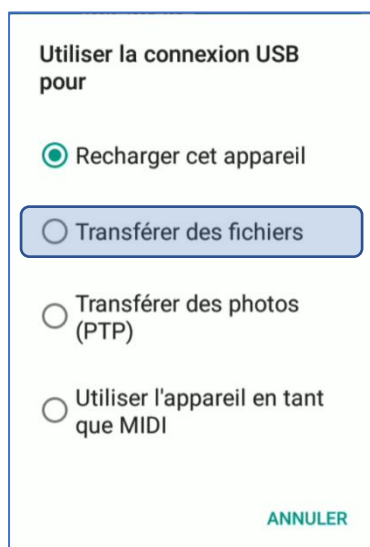 Utiliser la connexion USB
pour
Recharger cet appareil
Transférer des fichiers
Transférer des photos
(PTP)
Utiliser l'appareil en tant
que MIDI
ANNULER